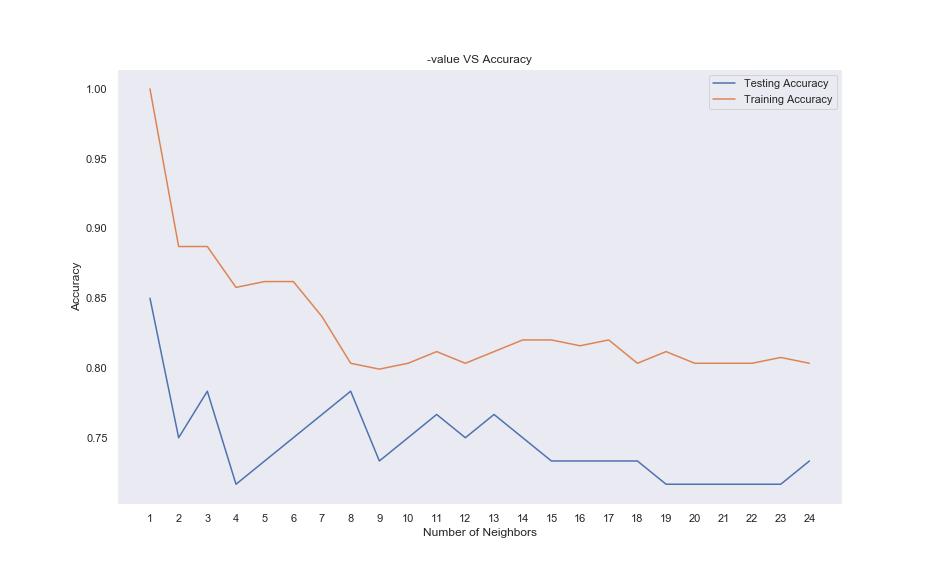 -value VS Accuracy
Testing Accuracy
Training Accuracy
1.00
0.95
0.90
0.85
0.80
0.75
Accuracy
1 2 3 4 5 6 7 8 9 10 11 12 13 14 15 16 17 18 19 20 21 22 23 24
Number of Neighbors